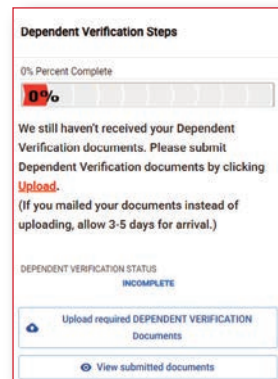 Dependent Verification Steps
0% Percent Complete
0%
We still haven't received your Dependent
Verification documents. Please submit
Dependent Verification documents by clicking
Upload.
(If you mailed your documents instead of
uploading, allow 3-5 days for arrival.)
DEPENDENT VERIFICATION STATUS
INCOMPLETE
Upload required DEPENDENT VERIFICATION
Documents
View submitted documents